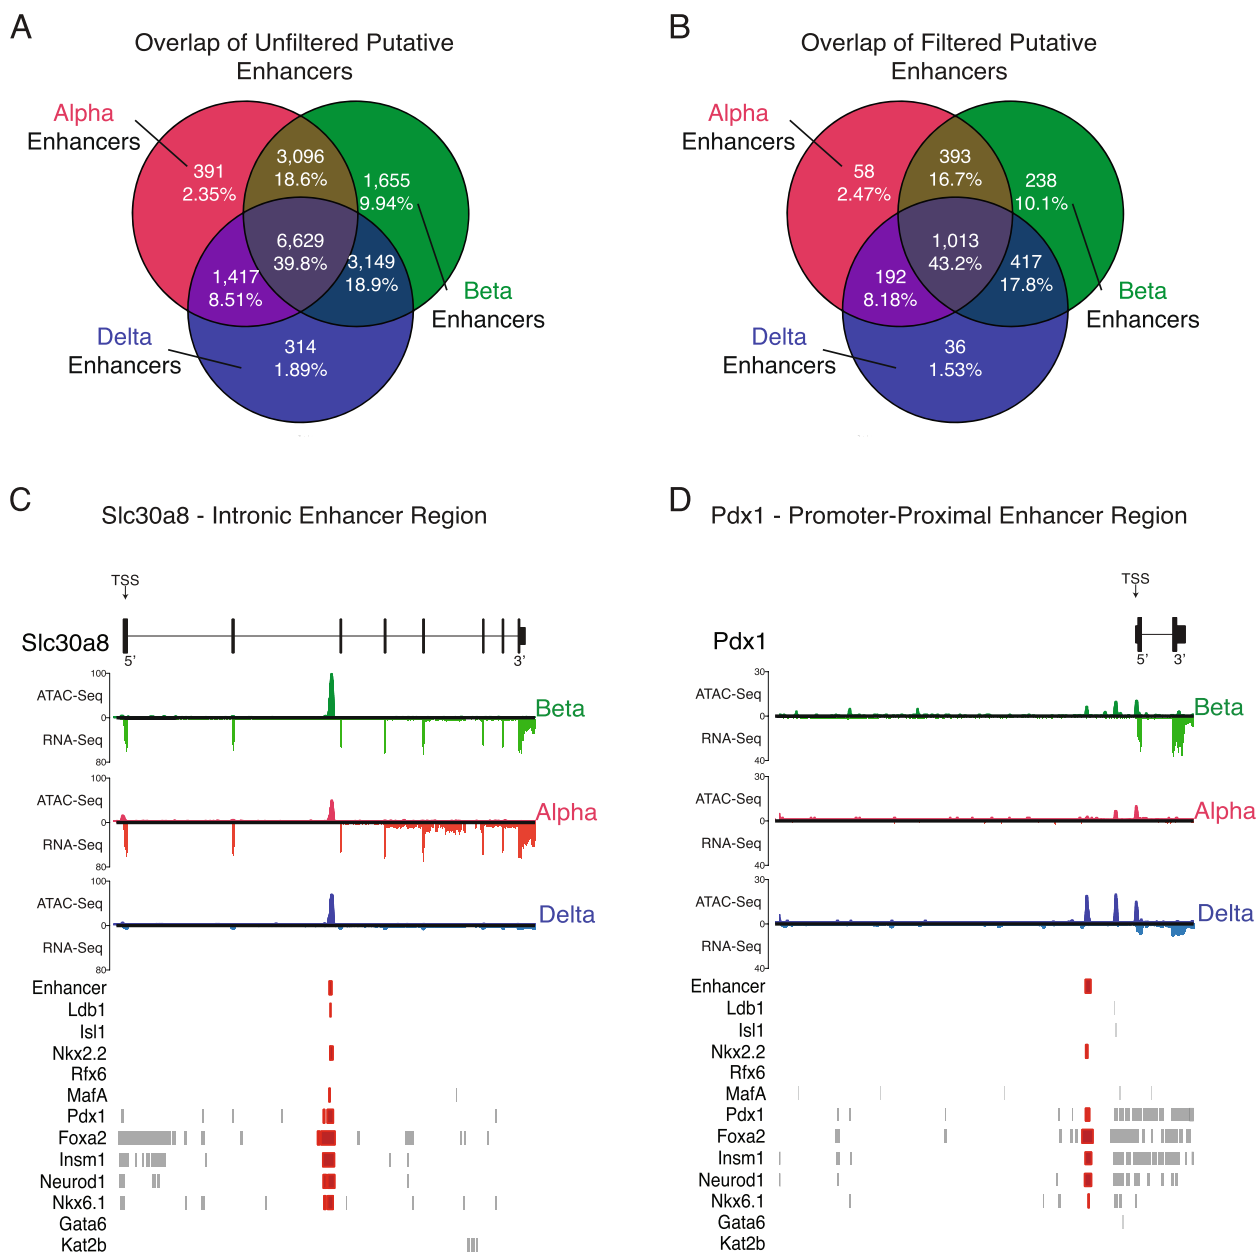 A
Overlap of Unfiltered Putative
Enhancers
Alpha
Enhancers
391
2.35%
3,096
18.6%
1,655
9.94%
6,629
39.8%
1,417
8.51%
3,149
18.9%
Beta
Enhancers
Delta
Enhancers
314
1.89%
B
Overlap of Filtered Putative
Enhancers
Alpha
Enhancers
58
2.47%
393
16.7%
238
10.1%
1,013
43.2%
192
8.18%
417
17.8%
Beta
Enhancers
Delta
Enhancers
36
1.53%
C
Slc30a8 - Intronic Enhancer Region
TSS
Slc30a8
5’
3’
100
ATAC-Seq
0
RNA-Seq
80
Beta
100
ATAC-Seq
0
RNA-Seq
80
Alpha
100
ATAC-Seq
0
RNA-Seq
80
Delta
Enhancer
Ldb1
Isl1
Nkx2.2
Rfx6
MafA
Pdx1
Foxa2
Insm1
Neurod1
Nkx6.1
Gata6
Kat2b
D
Pdx1 - Promoter-Proximal Enhancer Region
TSS
Pdx1
5’
3’
30
ATAC-Seq
0
RNA-Seq
40
Beta
30
ATAC-Seq
0
RNA-Seq
40
Alpha
30
ATAC-Seq
0
RNA-Seq
40
Delta
Enhancer
Ldb1
Isl1
Nkx2.2
Rfx6
MafA
Pdx1
Foxa2
Insm1
Neurod1
Nkx6.1
Gata6
Kat2b